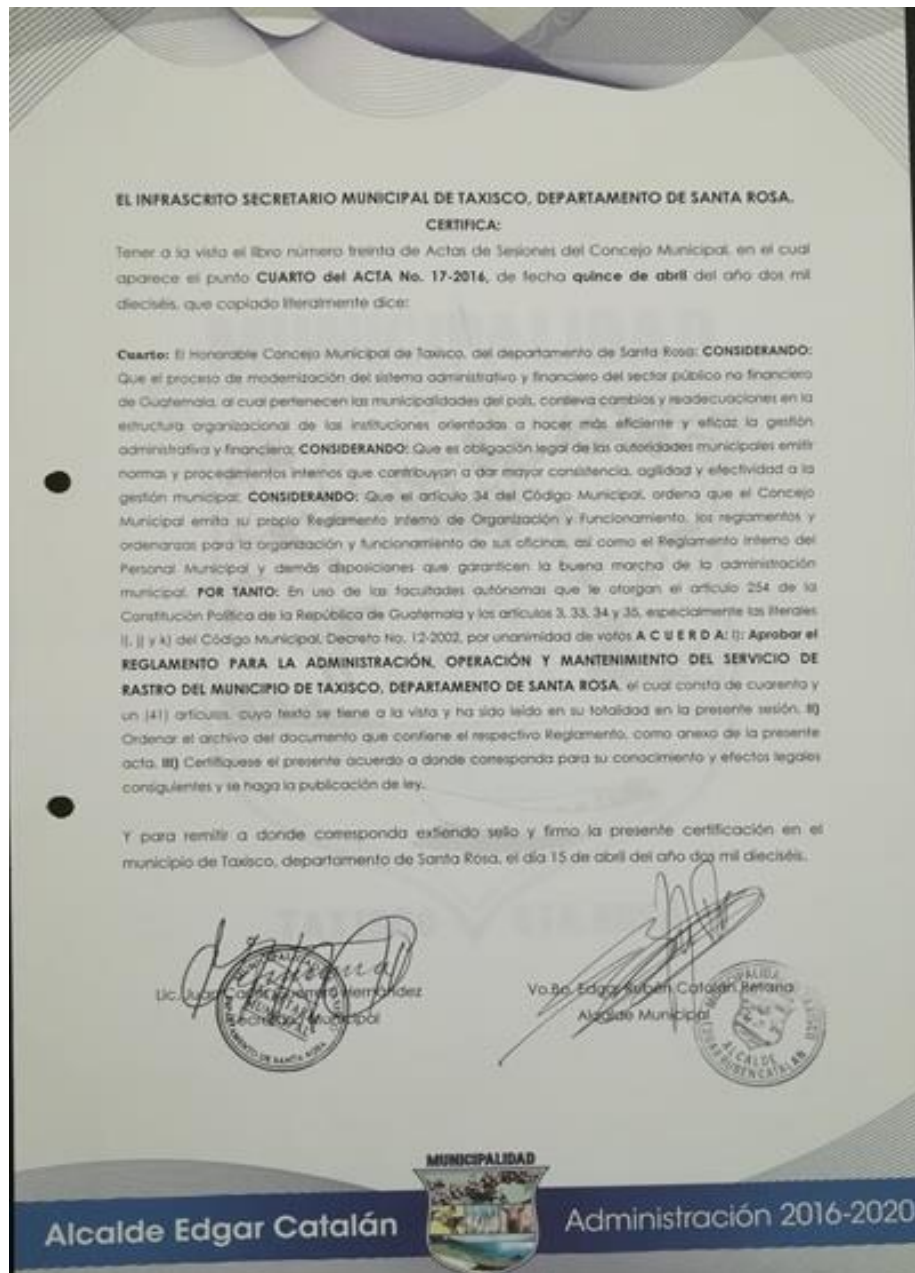 EL INFRASCRITO SECRETARIO MUNICIPAL DE TAXISCO, DEPARTAMENTO DE SANTA ROSA.
CERTIFICA:
Tener a la vista el libro número treinta de Actas de Sesiones del Concejo Municipal, en el cual
aparece el punto CUARTO del ACTA No. 17-2016, de fecha quince de abril del año dos mil
dieciséis, que copiado literalmente dice:
Cuarto: El Honorable Concejo Municipal de Taxisco, del departamento de Santa Rosa: CONSIDERANDO:
Que el proceso de modernización del sistema administrativo y financiero del sector público no financiero
de Guatemala, al cual pertenecen las municipalidades del país, conlleva cambios y readecuaciones en la
estructura organizacional de las instituciones orientadas a hacer más eficiente y eficaz la gestión
administrativa y financiera; CONSIDERANDO: Que es obligación legal de las autoridades municipales emitir
normas y procedimientos internos que contribuyan a dar mayor consistencia, agilidad y efectividad a la
gestión municipal; CONSIDERANDO: Que el artículo 34 del Código Municipal, ordena que el Concejo
Municipal emita su propio Reglamento Interno de Organización y Funcionamiento, los reglamentos y
ordenanzas para la organización y funcionamiento de sus oficinas, así como el Reglamento Interno del
Personal Municipal y demás disposiciones que garanticen la buena marcha de la administración
municipal. POR TANTO: En uso de las facultades autónomas que le otorgan el artículo 254 de la
Constitución Política de la República de Guatemala y los artículos 3, 33, 34 y 35, especialmente las literales
i), j) y k) del Código Municipal, Decreto No. 12-2002, por unanimidad de votos A C U E R D A: I): Aprobar el
REGLAMENTO PARA LA ADMINISTRACIÓN, OPERACIÓN Y MANTENIMIENTO DEL SERVICIO DE
RASTRO DEL MUNICIPIO DE TAXISCO, DEPARTAMENTO DE SANTA ROSA, el cual consta de cuarenta y
un (41) artículos, cuyo texto se tiene a la vista y ha sido leído en su totalidad en la presente sesión. II)
Ordenar el archivo del documento que contiene el respectivo Reglamento, como anexo de la presente
acta. III) Certifíquese el presente acuerdo a donde corresponda para su conocimiento y efectos legales
consiguientes y se haga la publicación de ley.
Y para remitir a donde corresponda extiendo sello y firmo la presente certificación en el
municipio de Taxisco, departamento de Santa Rosa, el día 15 de abril del año dos mil dieciséis.
Lic. Juan Hernández
Secretario Municipal
DEPARTAMENTO DE SANTA ROSA
Vo.Bo. Edgar Rubén Catalán Retana
Alcalde Municipal
MUNICIPALIDAD
ALCALDE
EDGAR RUBEN CATALAN
MUNICIPALIDAD
Alcalde Edgar Catalán
Administración 2016-2020